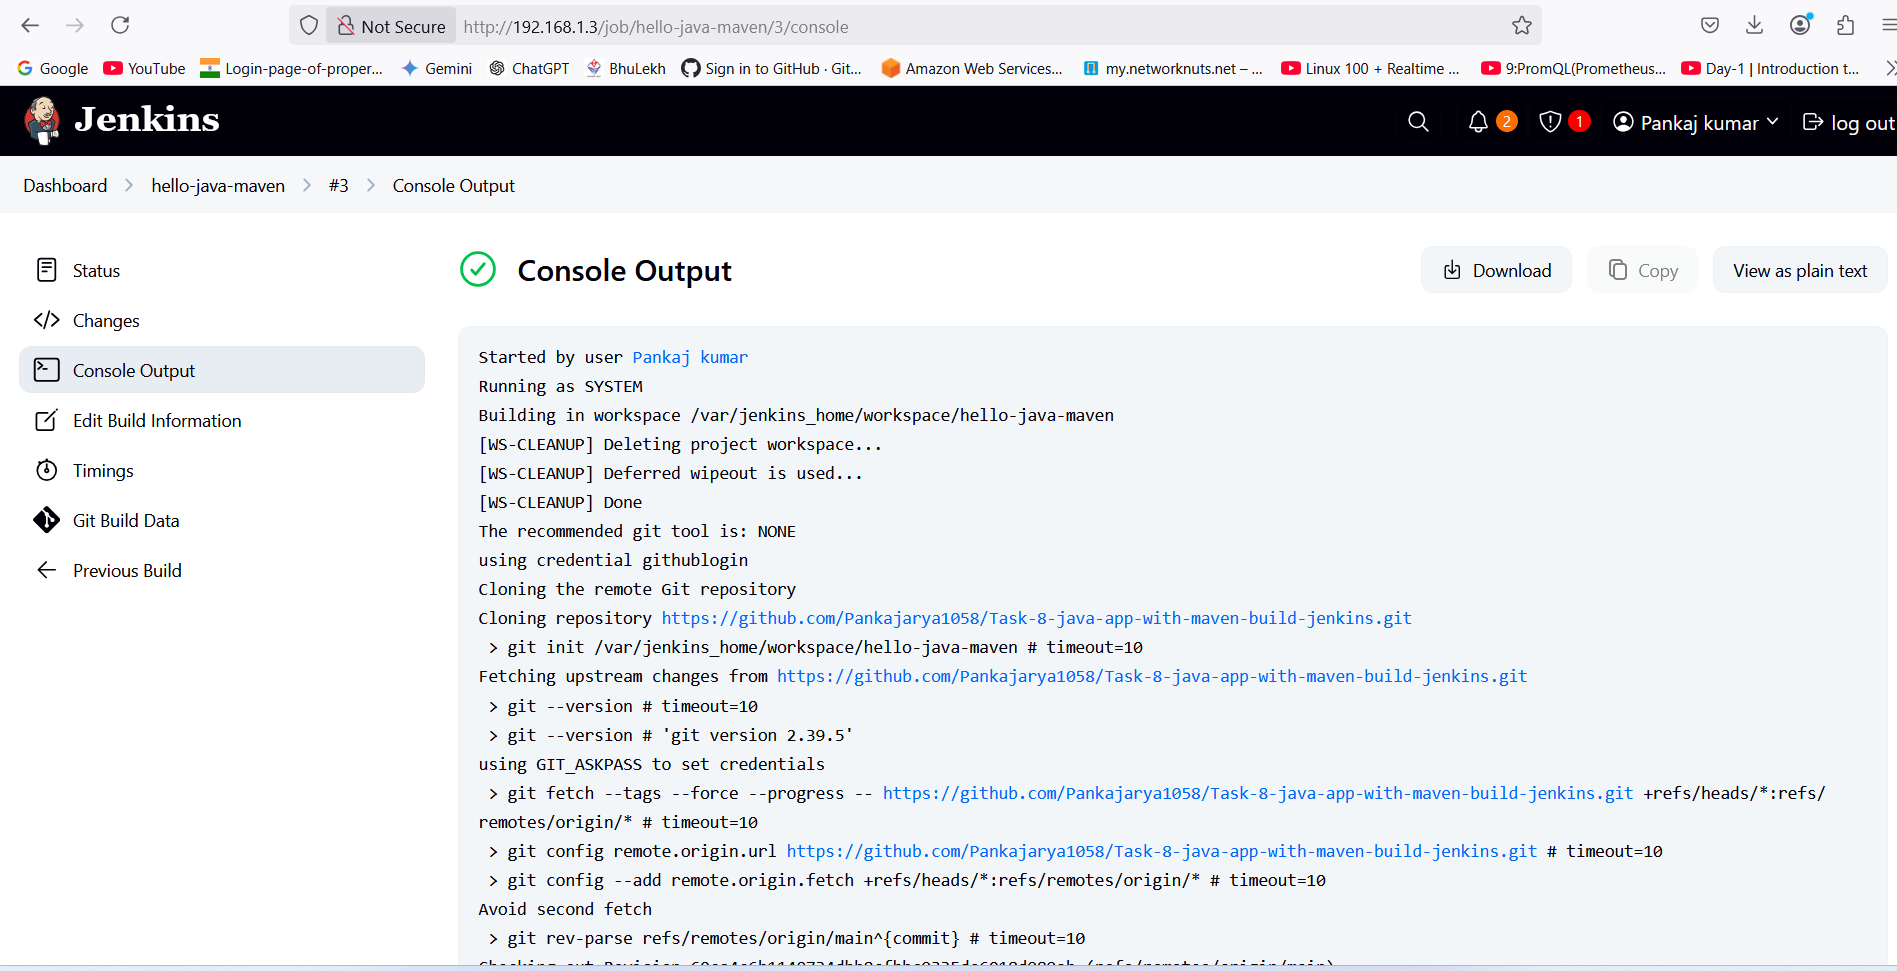 Not Secure http://192.168.1.3/job/hello-java-maven/3/console
Google YouTube Login-page-of-proper... Gemini ChatGPT BhuLekh Sign in to GitHub · Git... Amazon Web Services... my.networknuts.net – ... Linux 100 + Realtime ... 9:PromQL(Prometheus... Day-1 | Introduction t...
Jenkins 2 1 Pankaj kumar log out
Dashboard hello-java-maven #3 Console Output
Status
Changes
Console Output
Edit Build Information
Timings
Git Build Data
Previous Build
Console Output Download Copy View as plain text
Started by user Pankaj kumar
Running as SYSTEM
Building in workspace /var/jenkins_home/workspace/hello-java-maven
[WS-CLEANUP] Deleting project workspace...
[WS-CLEANUP] Deferred wipeout is used...
[WS-CLEANUP] Done
The recommended git tool is: NONE
using credential githublogin
Cloning the remote Git repository
Cloning repository https://github.com/Pankajarya1058/Task-8-java-app-with-maven-build-jenkins.git
> git init /var/jenkins_home/workspace/hello-java-maven # timeout=10
Fetching upstream changes from https://github.com/Pankajarya1058/Task-8-java-app-with-maven-build-jenkins.git
> git --version # timeout=10
> git --version # 'git version 2.39.5'
using GIT_ASKPASS to set credentials
> git fetch --tags --force --progress -- https://github.com/Pankajarya1058/Task-8-java-app-with-maven-build-jenkins.git +refs/heads/*:refs/
remotes/origin/* # timeout=10
> git config remote.origin.url https://github.com/Pankajarya1058/Task-8-java-app-with-maven-build-jenkins.git # timeout=10
> git config --add remote.origin.fetch +refs/heads/*:refs/remotes/origin/* # timeout=10
Avoid second fetch
> git rev-parse refs/remotes/origin/main^{commit} # timeout=10
Checking out Revision (refs/remotes/origin/main)